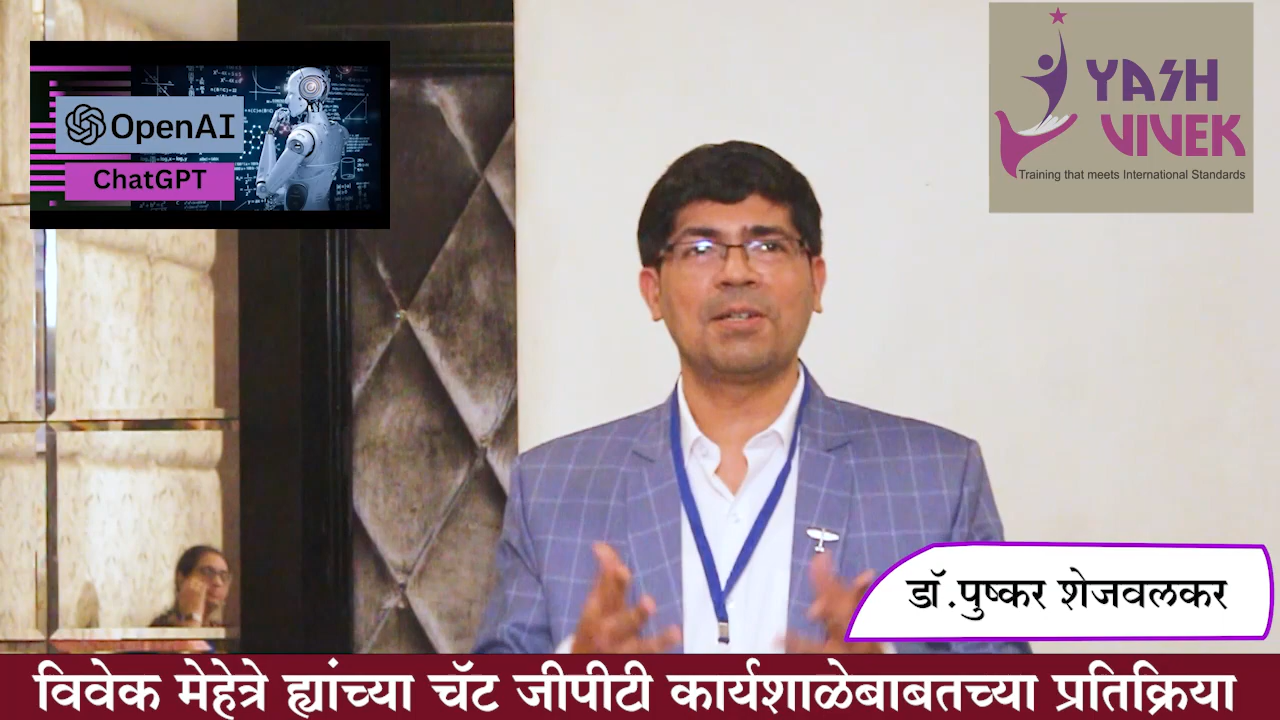 OpenAI
ChatGPT
YASH
VIVEK
Training that meets International Standards
डॉ.पुष्कर शेजवलकर
विवेक मेहेत्रे ह्यांच्या चॅट जीपीटी कार्यशाळेबाबतच्या प्रतिक्रिया